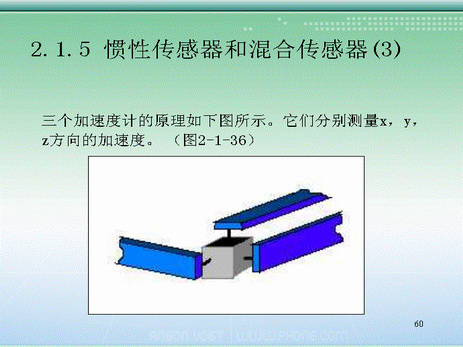 2.1.5 惯性传感器和混合传感器(3)
三个加速度计的原理如下图所示。它们分别测量x，y，
z方向的加速度。（图2-1-36）
60